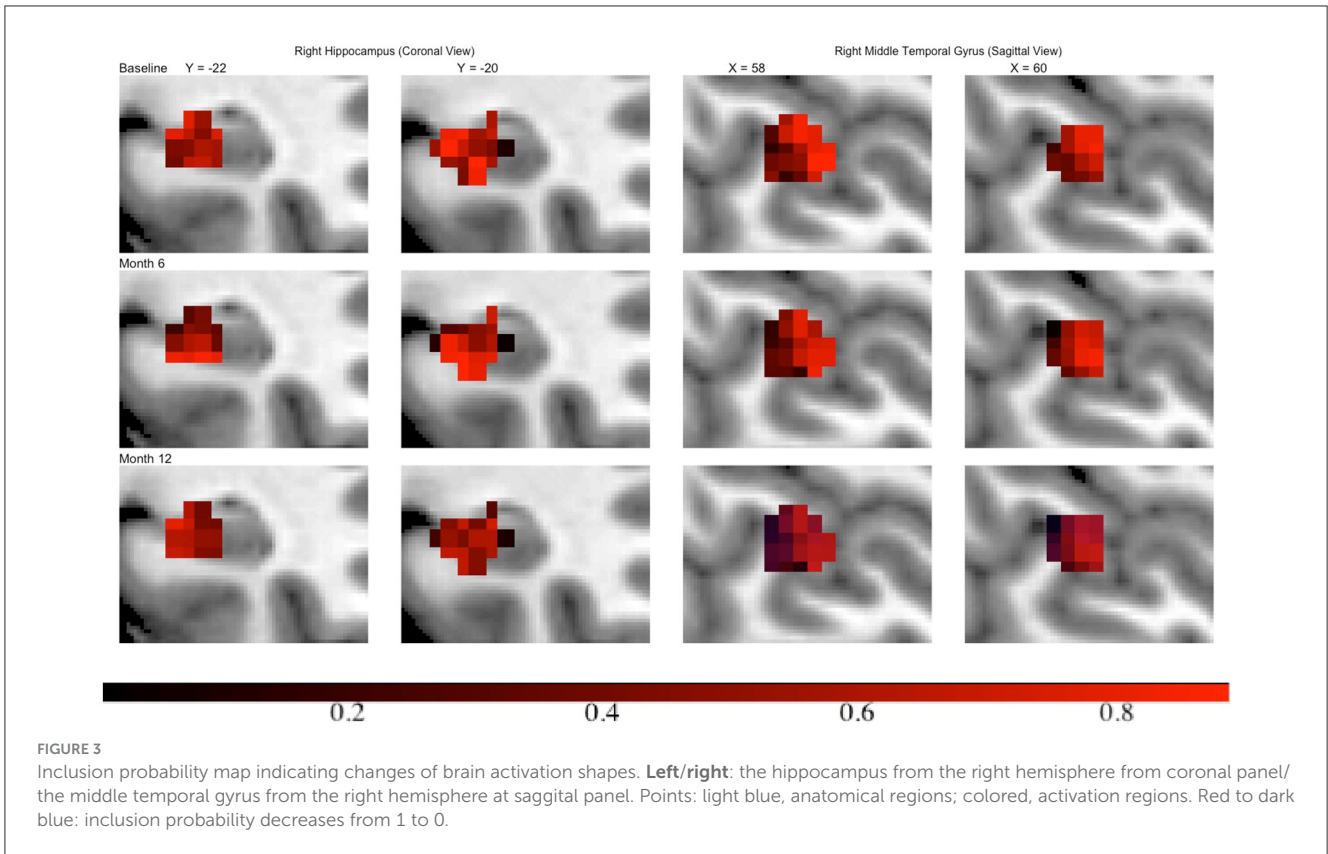 Right Hippocampus (Coronal View)
Right Middle Temporal Gyrus (Sagittal View)
Baseline
Y = -22
Y = -20
X = 58
X = 60
Month 6
Month 12
0.2
0.4
0.6
0.8
FIGURE 3
Inclusion probability map indicating changes of brain activation shapes. Left/right: the hippocampus from the right hemisphere from coronal panel/
the middle temporal gyrus from the right hemisphere at saggital panel. Points: light blue, anatomical regions; colored, activation regions. Red to dark
blue: inclusion probability decreases from 1 to 0.